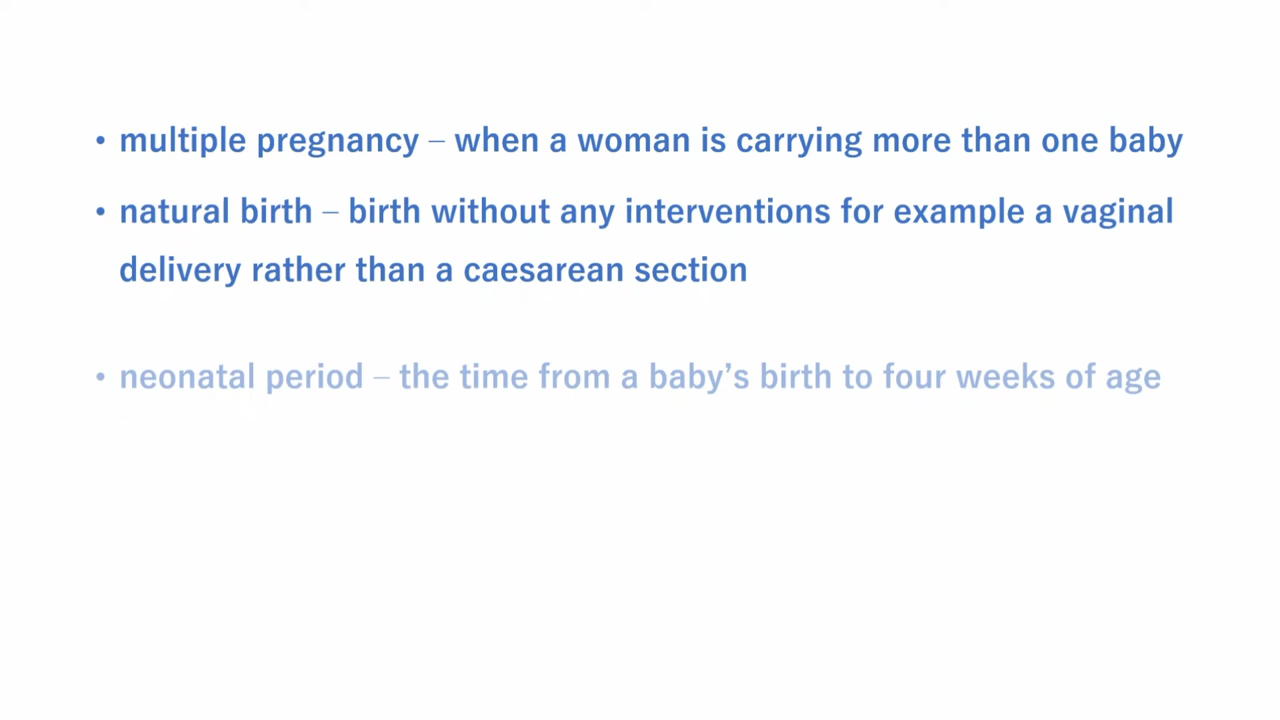 • multiple pregnancy – when a woman is carrying more than one baby
• natural birth – birth without any interventions for example a vaginal
delivery rather than a caesarean section
• neonatal period – the time from a baby’s birth to four weeks of age